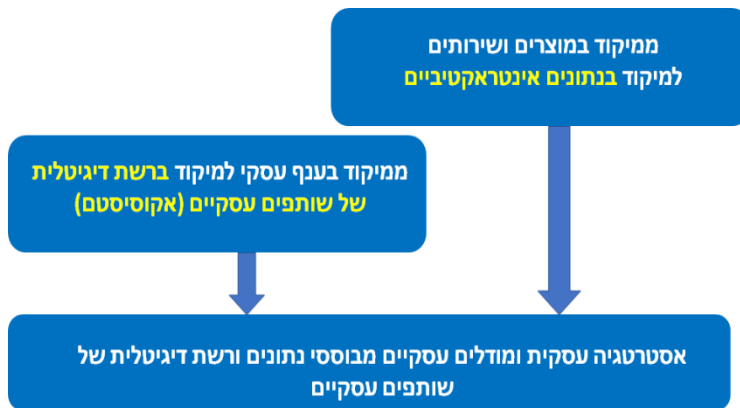 ממיקוד במוצרים ושירותים
למיקוד בנתונים אינטראקטיביים
ממיקוד בענף עסקי למיקוד ברשת דיגיטלית
של שותפים עסקיים (אקוסיסטם)
אסטרטגיה עסקית ומודלים עסקיים מבוססי נתונים ורשת דיגיטלית של
שותפים עסקיים